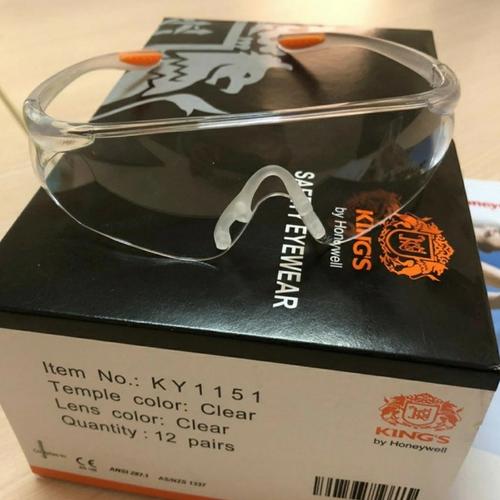 SAFETY EYEWEAR
KING'S
by Honeywell
Item No.: KY1151
Temple color: Clear
Lens color: Clear
Quantity: 12 pairs
CE
ANSI Z87.1 AS/NZS 1337
KING'S
by Honeywell